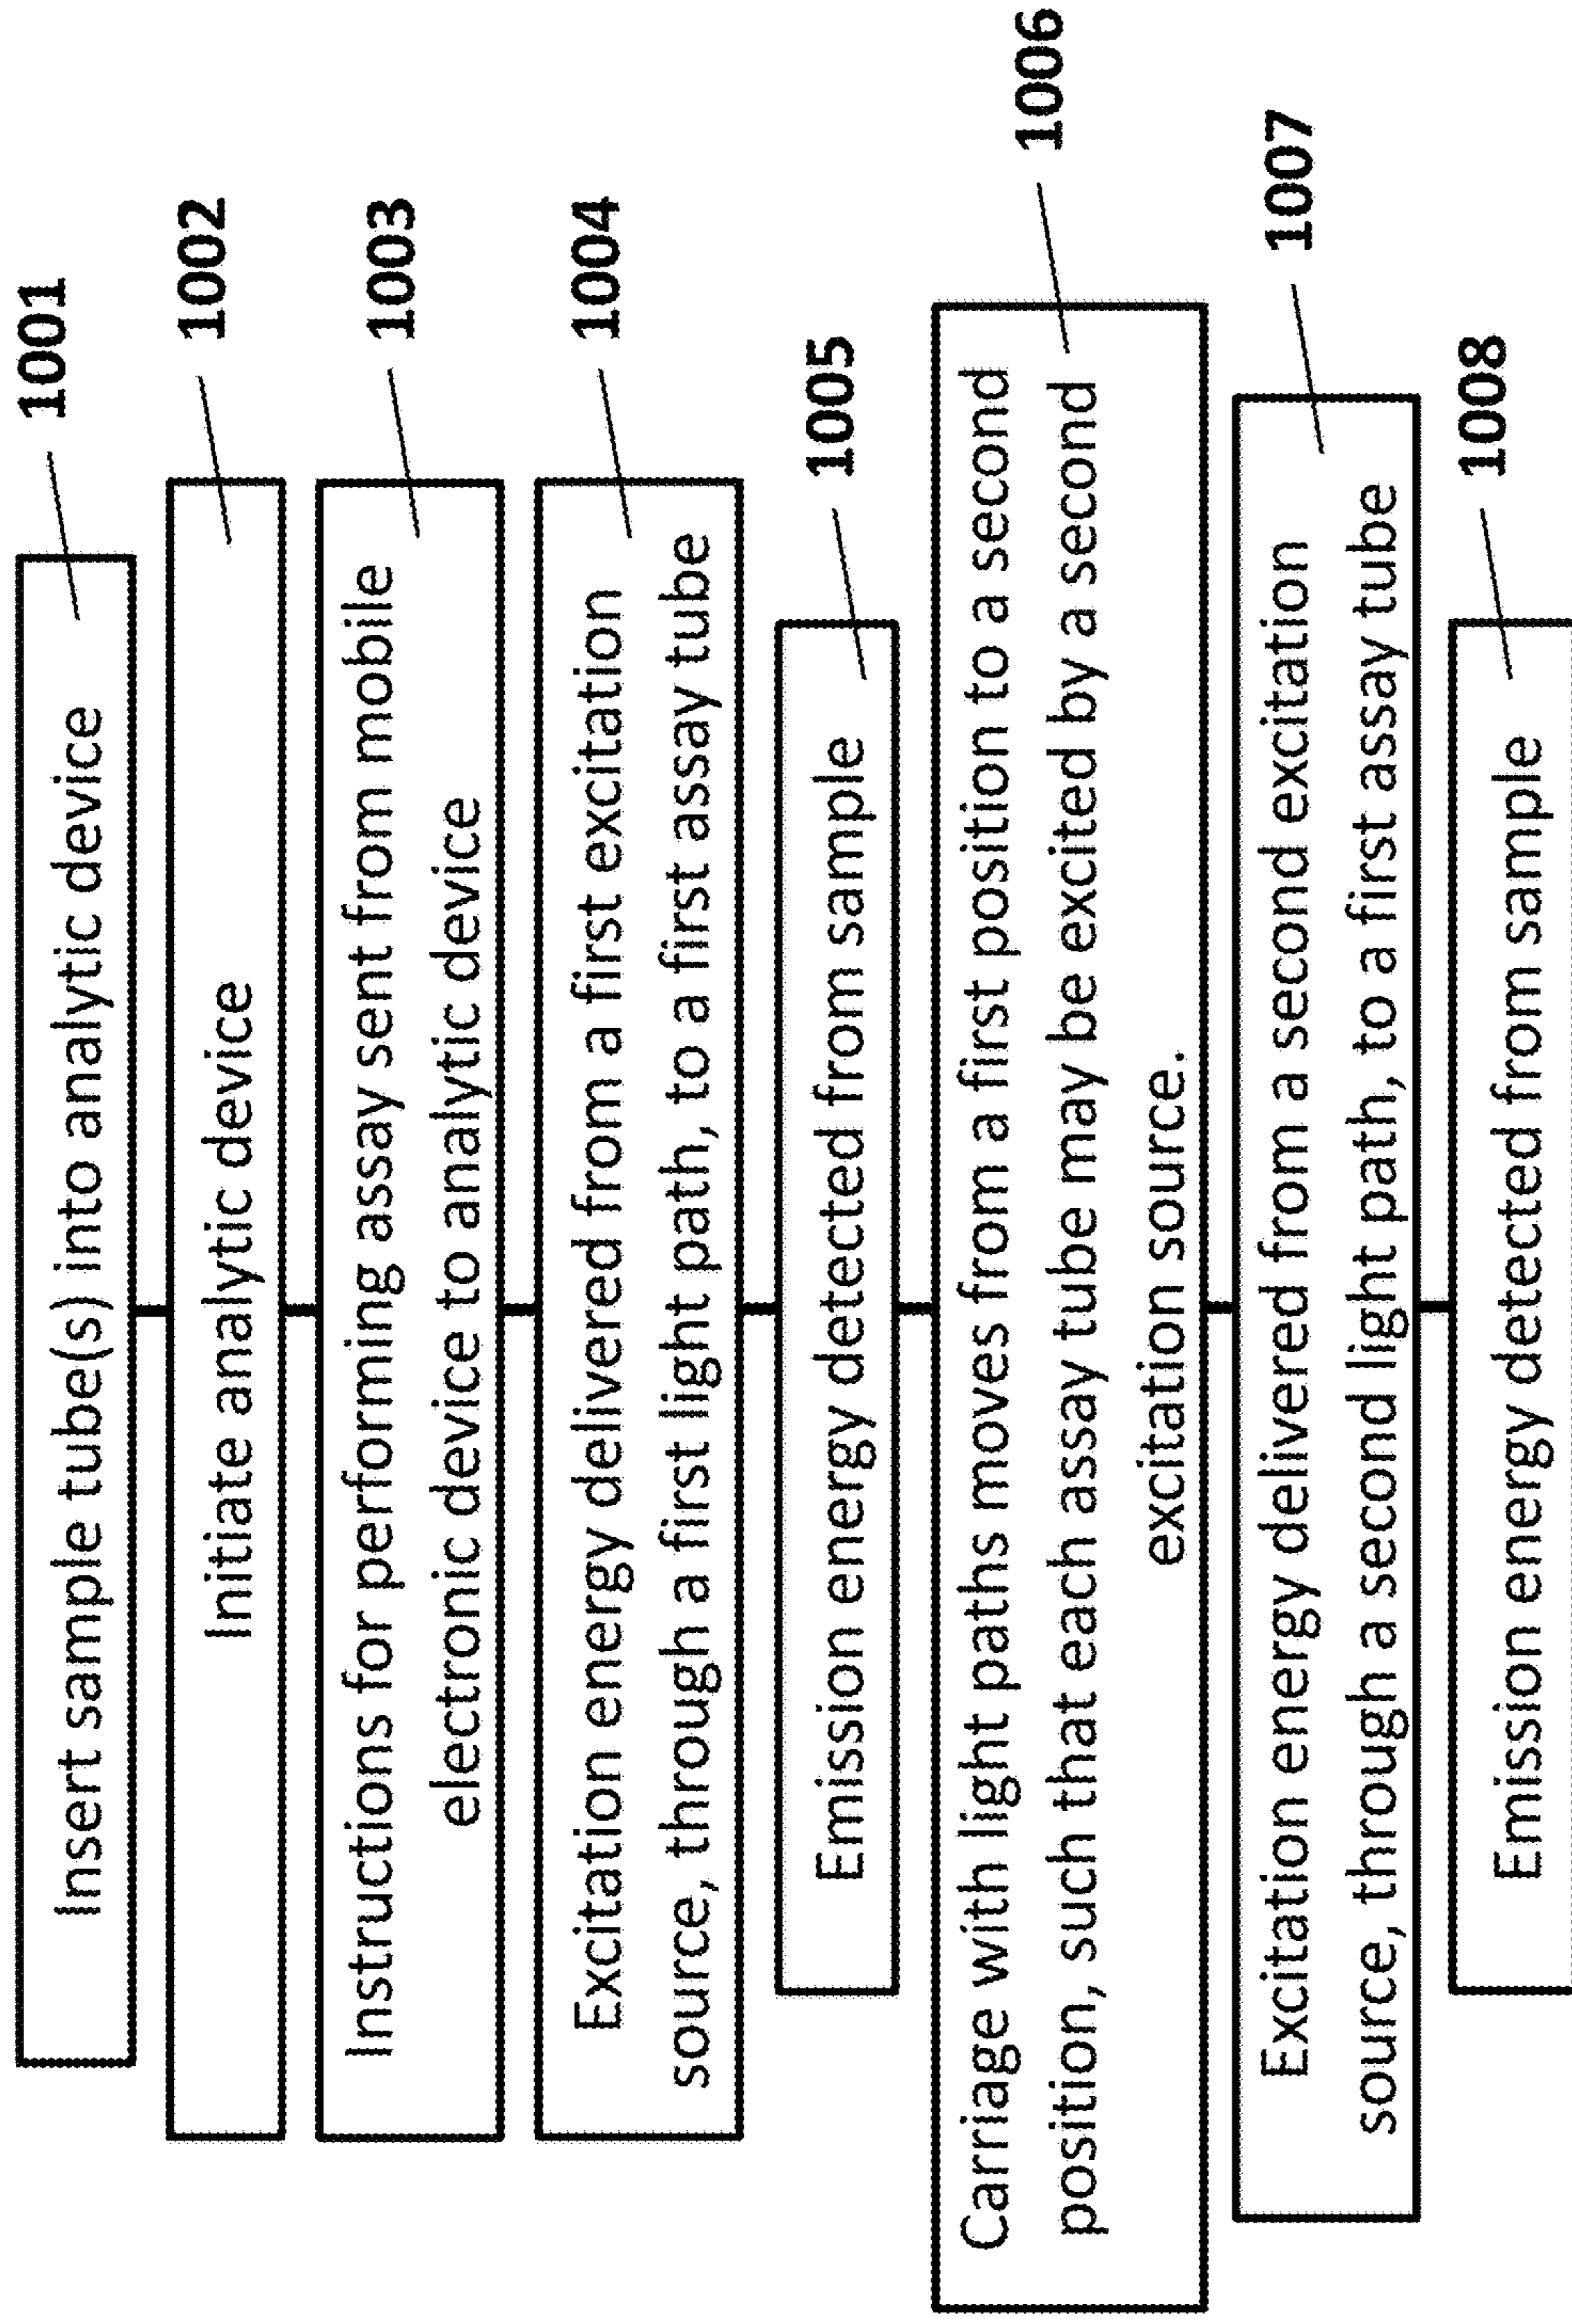 Insert sample tube(s) into analytic device
1001
Initiate analytic device
1002
Instructions for performing assay sent from mobile
electronic device to analytic device
1003
Excitation energy delivered from a first excitation
source, through a first light path, to a first assay tube
1004
Emission energy detected from sample
1005
Carriage with light paths moves from a first position to a second
position, such that each assay tube may be excited by a second
excitation source.
1006
Excitation energy delivered from a second excitation
source, through a second light path, to a first assay tube
1007
Emission energy detected from sample
1008